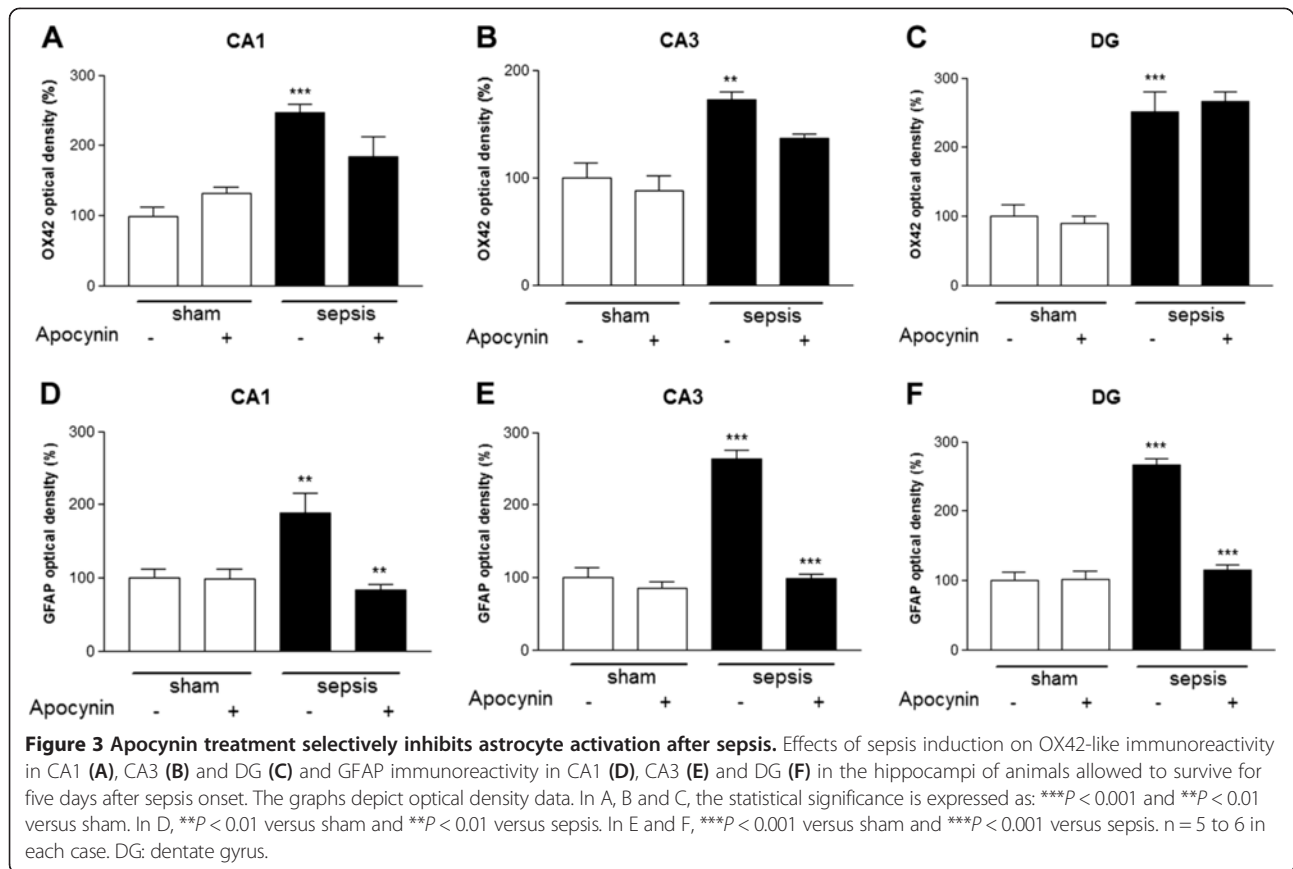 A
CA1
OX42 optical density (%)
300
200
100
0
***
sham
sepsis
Apocynin
-
+
-
+
B
CA3
OX42 optical density (%)
200
100
0
**
sham
sepsis
Apocynin
-
+
-
+
C
DG
OX42 optical density (%)
300
200
100
0
***
sham
sepsis
Apocynin
-
+
-
+
D
CA1
GFAP optical density (%)
300
200
100
0
**
**
sham
sepsis
Apocynin
-
+
-
+
E
CA3
GFAP optical density (%)
300
200
100
0
***
***
sham
sepsis
-
+
-
+
F
DG
GFAP optical density (%)
300
200
100
0
***
***
sham
sepsis
Apocynin
-
+
-
+
Figure 3 Apocynin treatment selectively inhibits astrocyte activation after sepsis. Effects of sepsis induction on OX42-like immunoreactivity
in CA1 (A), CA3 (B) and DG (C) and GFAP immunoreactivity in CA1 (D), CA3 (E) and DG (F) in the hippocampi of animals allowed to survive for
five days after sepsis onset. The graphs depict optical density data. In A, B and C, the statistical significance is expressed as: ***P < 0.001 and **P < 0.01
versus sham. In D, **P < 0.01 versus sham and **P < 0.01 versus sepsis. In E and F, ***P < 0.001 versus sham and ***P < 0.001 versus sepsis. n = 5 to 6 in
each case. DG: dentate gyrus.